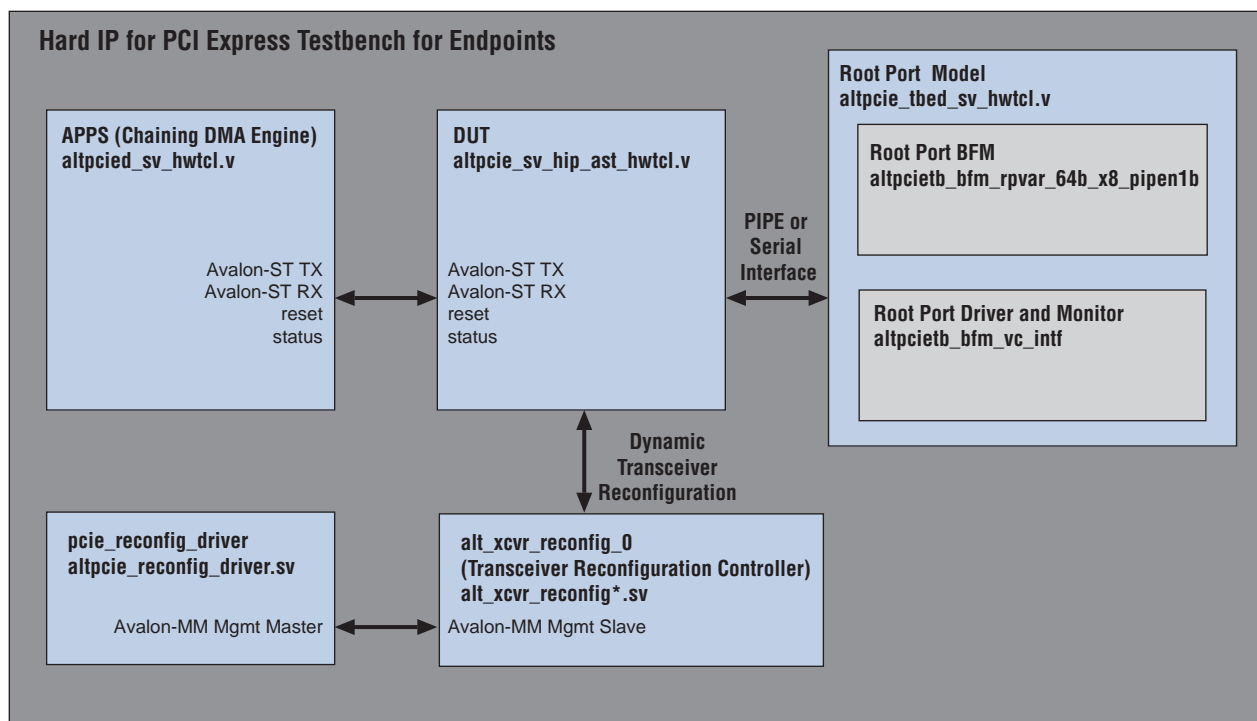 Hard IP for PCI Express Testbench for Endpoints
APPS (Chaining DMA Engine)
altpcied_sv_hwtcl.v
Avalon-ST TX
Avalon-ST RX
reset
status
DUT
altpcie_sv_hip_ast_hwtcl.v
Avalon-ST TX
Avalon-ST RX
reset
status
PIPE or
Serial
Interface
Root Port Model
altpcie_tbed_sv_hwtcl.v
Root Port BFM
altpcietb_bfm_rpvar_64b_x8_pipen1b
Root Port Driver and Monitor
altpcietb_bfm_vc_intf
Dynamic
Transceiver
Reconfiguration
pcie_reconfig_driver
altpcie_reconfig_driver.sv
Avalon-MM Mgmt Master
alt_xcvr_reconfig_0
(Transceiver Reconfiguration Controller)
alt_xcvr_reconfig*.sv
Avalon-MM Mgmt Slave